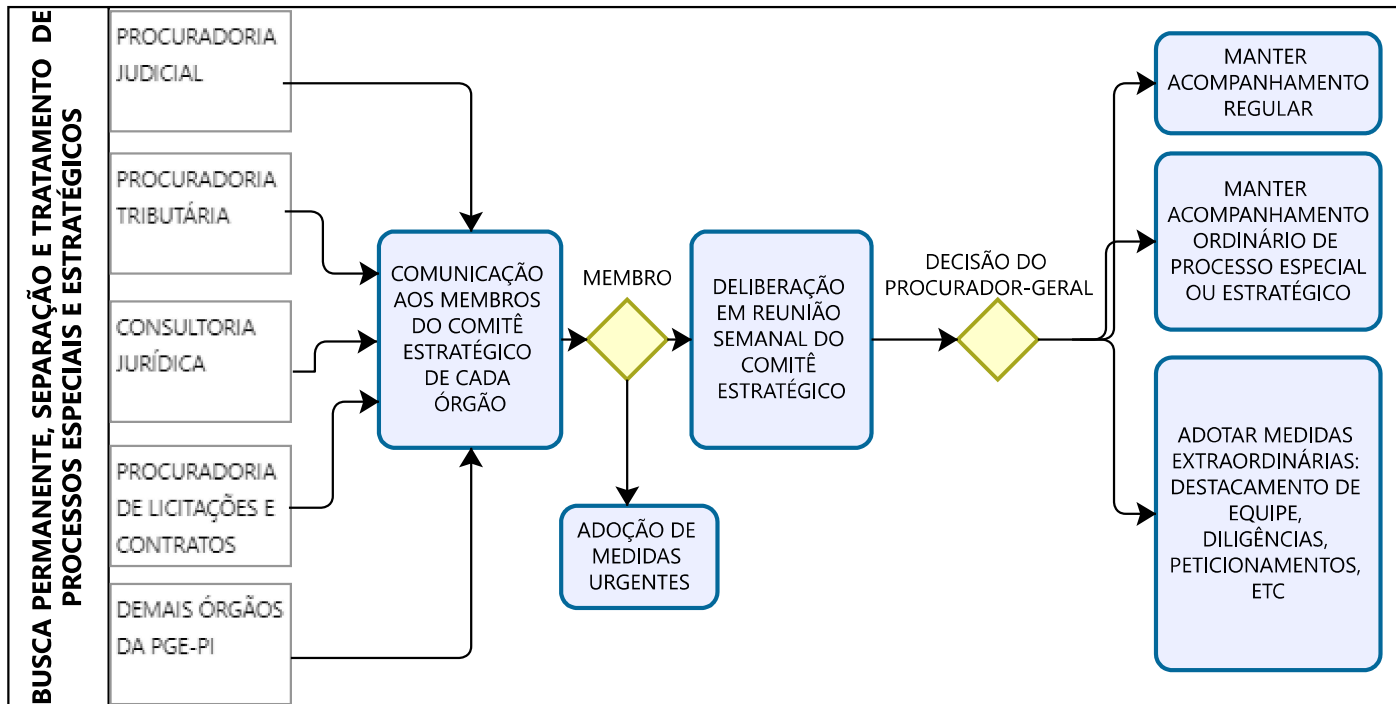 BUSCA PERMANENTE, SEPARAÇÃO E TRATAMENTO DE
PROCESSOS ESPECIAIS E ESTRATÉGICOS
PROCURADORIA
JUDICIAL
PROCURADORIA
TRIBUTÁRIA
CONSULTORIA
JURÍDICA
PROCURADORIA
DE LICITAÇÕES E
CONTRATOS
DEMAIS ÓRGÃOS
DA PGE-PI
COMUNICAÇÃO
AOS MEMBROS
DO COMITÊ
ESTRATÉGICO
DE CADA
ÓRGÃO
MEMBRO
ADOÇÃO DE
MEDIDAS
URGENTES
DELIBERAÇÃO
EM REUNIÃO
SEMANAL DO
COMITÊ
ESTRATÉGICO
DECISÃO DO
PROCURADOR-GERAL
MANTER
ACOMPANHAMENTO
REGULAR
MANTER
ACOMPANHAMENTO
ORDINÁRIO DE
PROCESSO ESPECIAL
OU ESTRATÉGICO
ADOTAR MEDIDAS
EXTRAORDINÁRIAS:
DESTACAMENTO DE
EQUIPE,
DILIGÊNCIAS,
PETICIONAMENTOS,
ETC